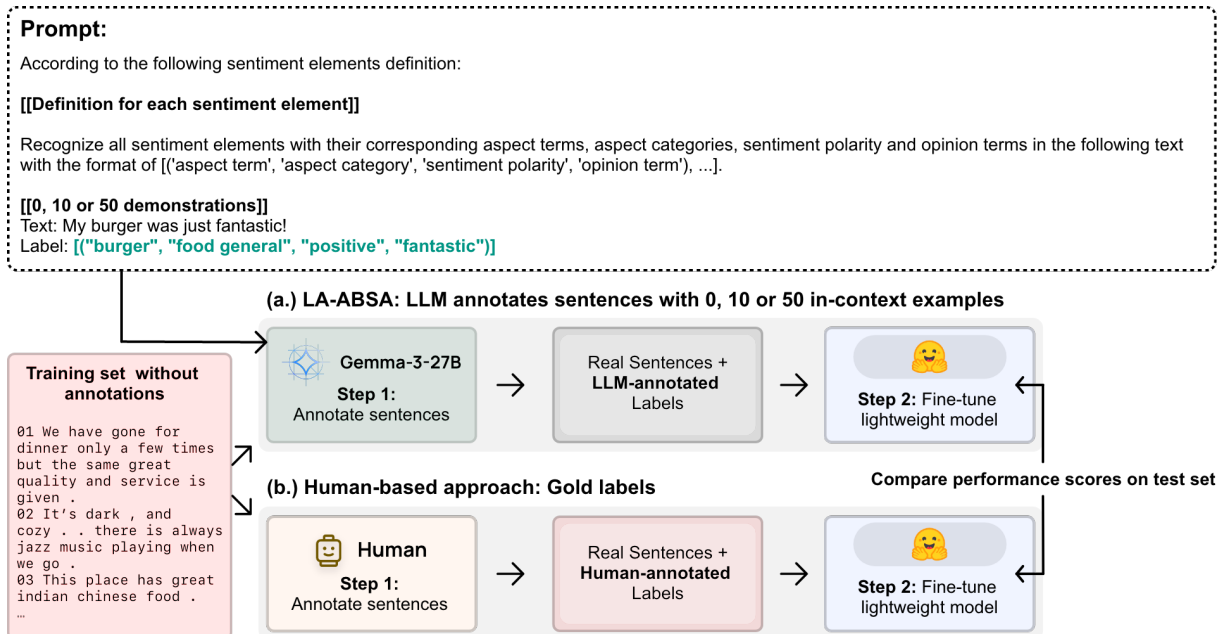 Prompt:
According to the following sentiment elements definition:
[[Definition for each sentiment element]]
Recognize all sentiment elements with their corresponding aspect terms, aspect categories, sentiment polarity and opinion terms in the following text
with the format of [('aspect term', 'aspect category', 'sentiment polarity', 'opinion term'), ...].
[[0, 10 or 50 demonstrations]]
Text: My burger was just fantastic!
Label: [("burger", "food general", "positive", "fantastic")]
(a.) LA-ABSA: LLM annotates sentences with 0, 10 or 50 in-context examples
Gemma-3-27B
Step 1:
Annotate sentences
Real Sentences +
LLM-annotated
Labels
Step 2: Fine-tune
lightweight model
Training set without
annotations
01 We have gone for
dinner only a few times
but the same great
quality and service is
given .
02 It's dark , and
cozy . . there is always
jazz music playing when
we go .
03 This place has great
indian chinese food .
…
Compare performance scores on test set
(b.) Human-based approach: Gold labels
Human
Step 1:
Annotate sentences
Real Sentences +
Human-annotated
Labels
Step 2: Fine-tune
lightweight model